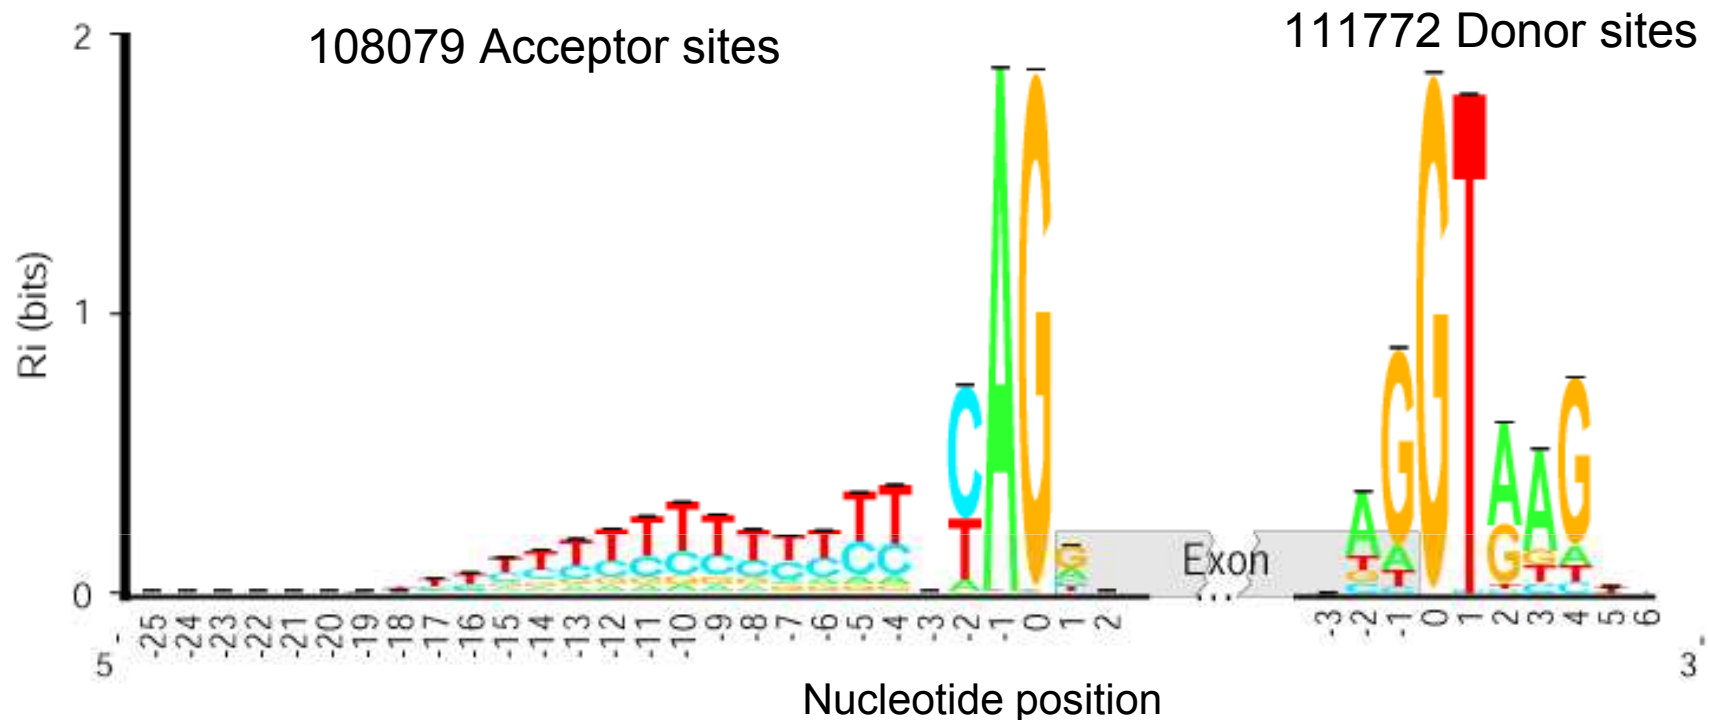 108079 Acceptor sites
111772 Donor sites
2
1
0
Ri (bits)
Exon
...
-25 -24 -23 -22 -21 -20 -19 -18 -17 -16 -15 -14 -13 -12 -11 -10 -9 -8 -7 -6 -5 -4 -3 -2 -1 0 1 2
-3 -2 -1 0 1 2 3 4 5 6
5'
3'
Nucleotide position
T T T T T T T T T T T T T T
C C C C C C C C C C
C A G
T
A
G
A
A G G T A A G
T A G G A
G T T T